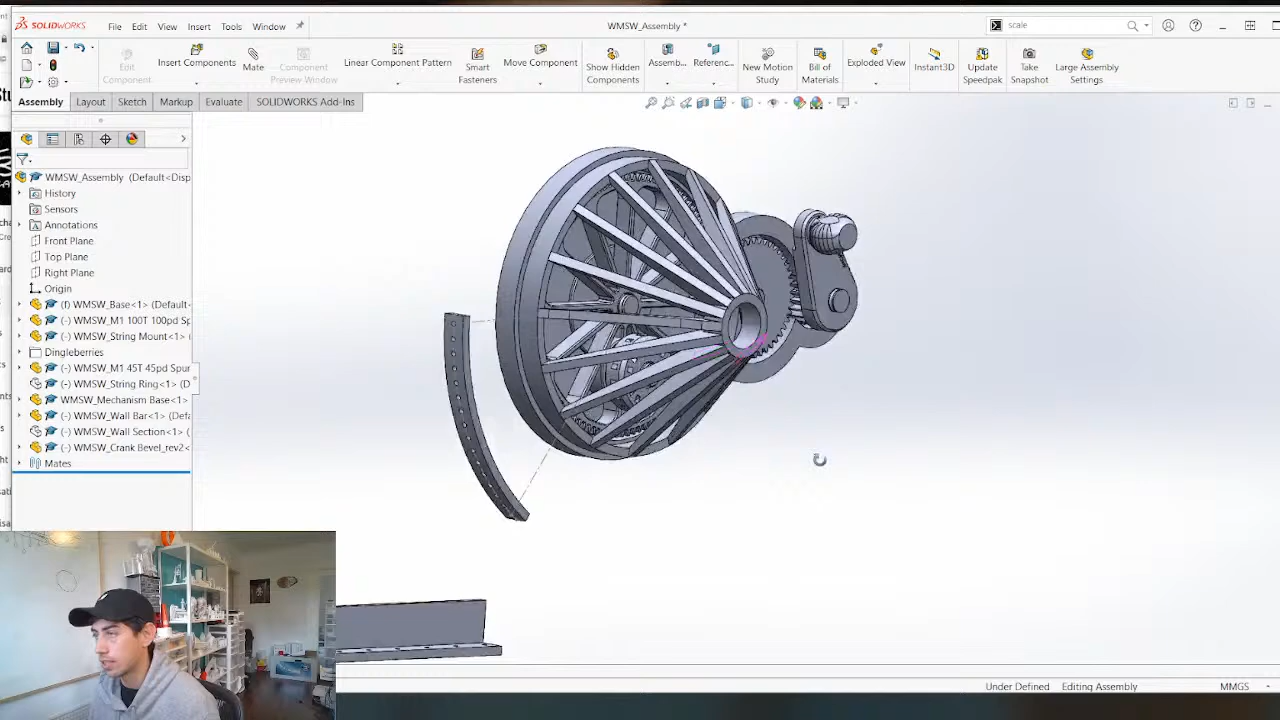 SOLIDWORKS File Edit View Insert Tools Window WMSW_Assembly * scale
Edit Component Insert Components Mate Component Preview Window Linear Component Pattern Smart Fasteners Move Component Show Hidden Components Assemb... Referenc... New Motion Study Bill of Materials Exploded View Instant3D Update Speedpak Take Snapshot Large Assembly Settings
Assembly Layout Sketch Markup Evaluate SOLIDWORKS Add-Ins
WMSW_Assembly (Default<Disp
History
Sensors
Annotations
Front Plane
Top Plane
Right Plane
Origin
(f) WMSW_Base<1> (Default-
(-) WMSW_M1 100T 100pd Sp
(-) WMSW_String Mount<1> (
Dingleberries
(-) WMSW_M1 45T 45pd Spur
(-) WMSW_String Ring<1> (D
WMSW_Mechanism Base<1>
(-) WMSW_Wall Bar<1> (Defa
(-) WMSW_Wall Section<1> (
(-) WMSW_Crank Bevel_rev2<
Mates
Under Defined Editing Assembly MMGS